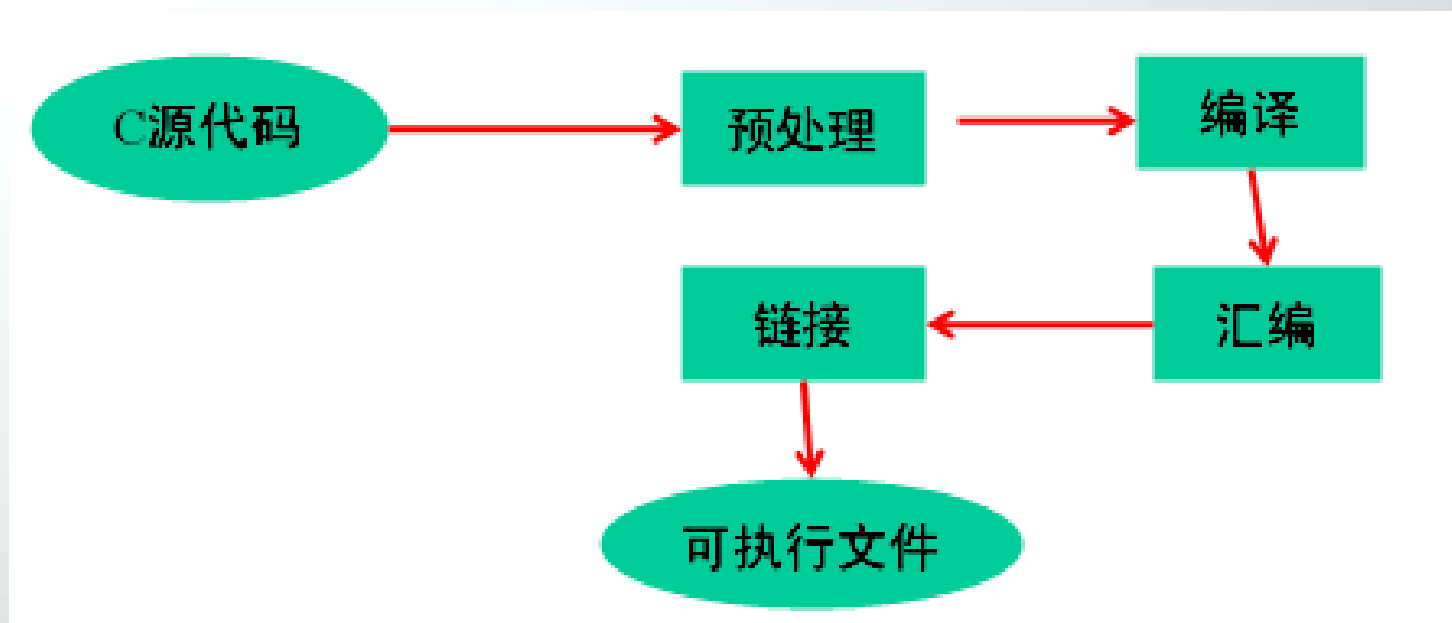 C源代码
预处理
编译
汇编
链接
可执行文件